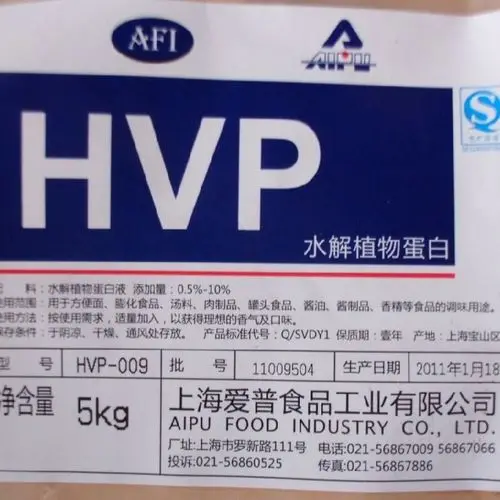 AFI
AIPU
HVP
水解植物蛋白
料：水解植物蛋白液 添加量：0.5%-10%
使用范围：用于方便面、膨化食品、汤料、肉制品、罐头食品、酱油、酱制品、香精等食品的调味用途。
使用方法：按使用需求，适量加入，以获得理想的香气及口味。
保存条件：于阴凉、干燥、通风处存放。 产品标准代号：Q/SVDY1 保质期：壹年 产地：上海宝山区
型 号 HVP-009 批 号 11009504 生产日期 2011年1月18
净含量 5kg 上海爱普食品工业有限公司
AIPU FOOD INDUSTRY CO., LTD.
厂址:上海市罗新路111号 电话:021-56867009 56867066
投诉:021-56860525 传真:021-56867886